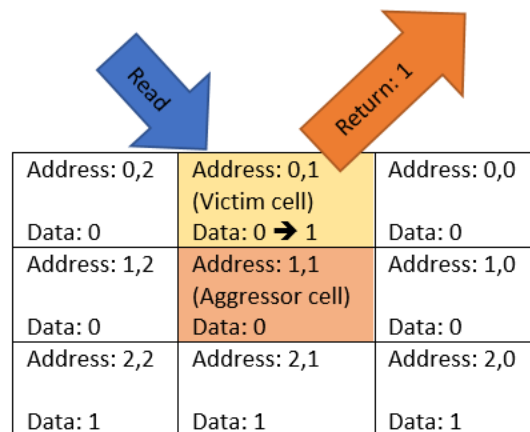 Read
Return: 1
Address: 0,2
Data: 0
Address: 0,1
(Victim cell)
Data: 0 ➔ 1
Address: 0,0
Data: 0
Address: 1,2
Data: 0
Address: 1,1
(Aggressor cell)
Data: 0
Address: 1,0
Data: 0
Address: 2,2
Data: 1
Address: 2,1
Data: 1
Address: 2,0
Data: 1